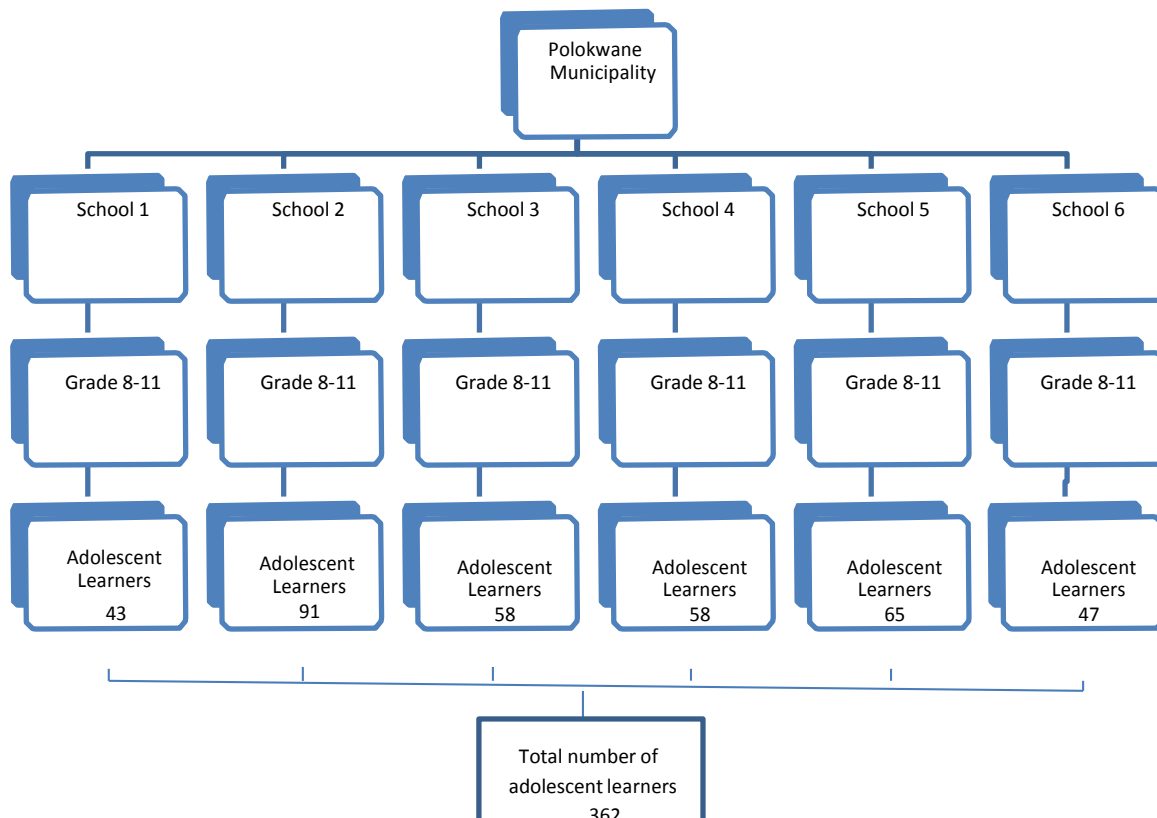 Polokwane
Municipality
School 1
School 2
School 3
School 4
School 5
School 6
Grade 8-11
Grade 8-11
Grade 8-11
Grade 8-11
Grade 8-11
Grade 8-11
Adolescent
Learners
43
Adolescent
Learners
91
Adolescent
Learners
58
Adolescent
Learners
58
Adolescent
Learners
65
Adolescent
Learners
47
Total number of
adolescent learners
362